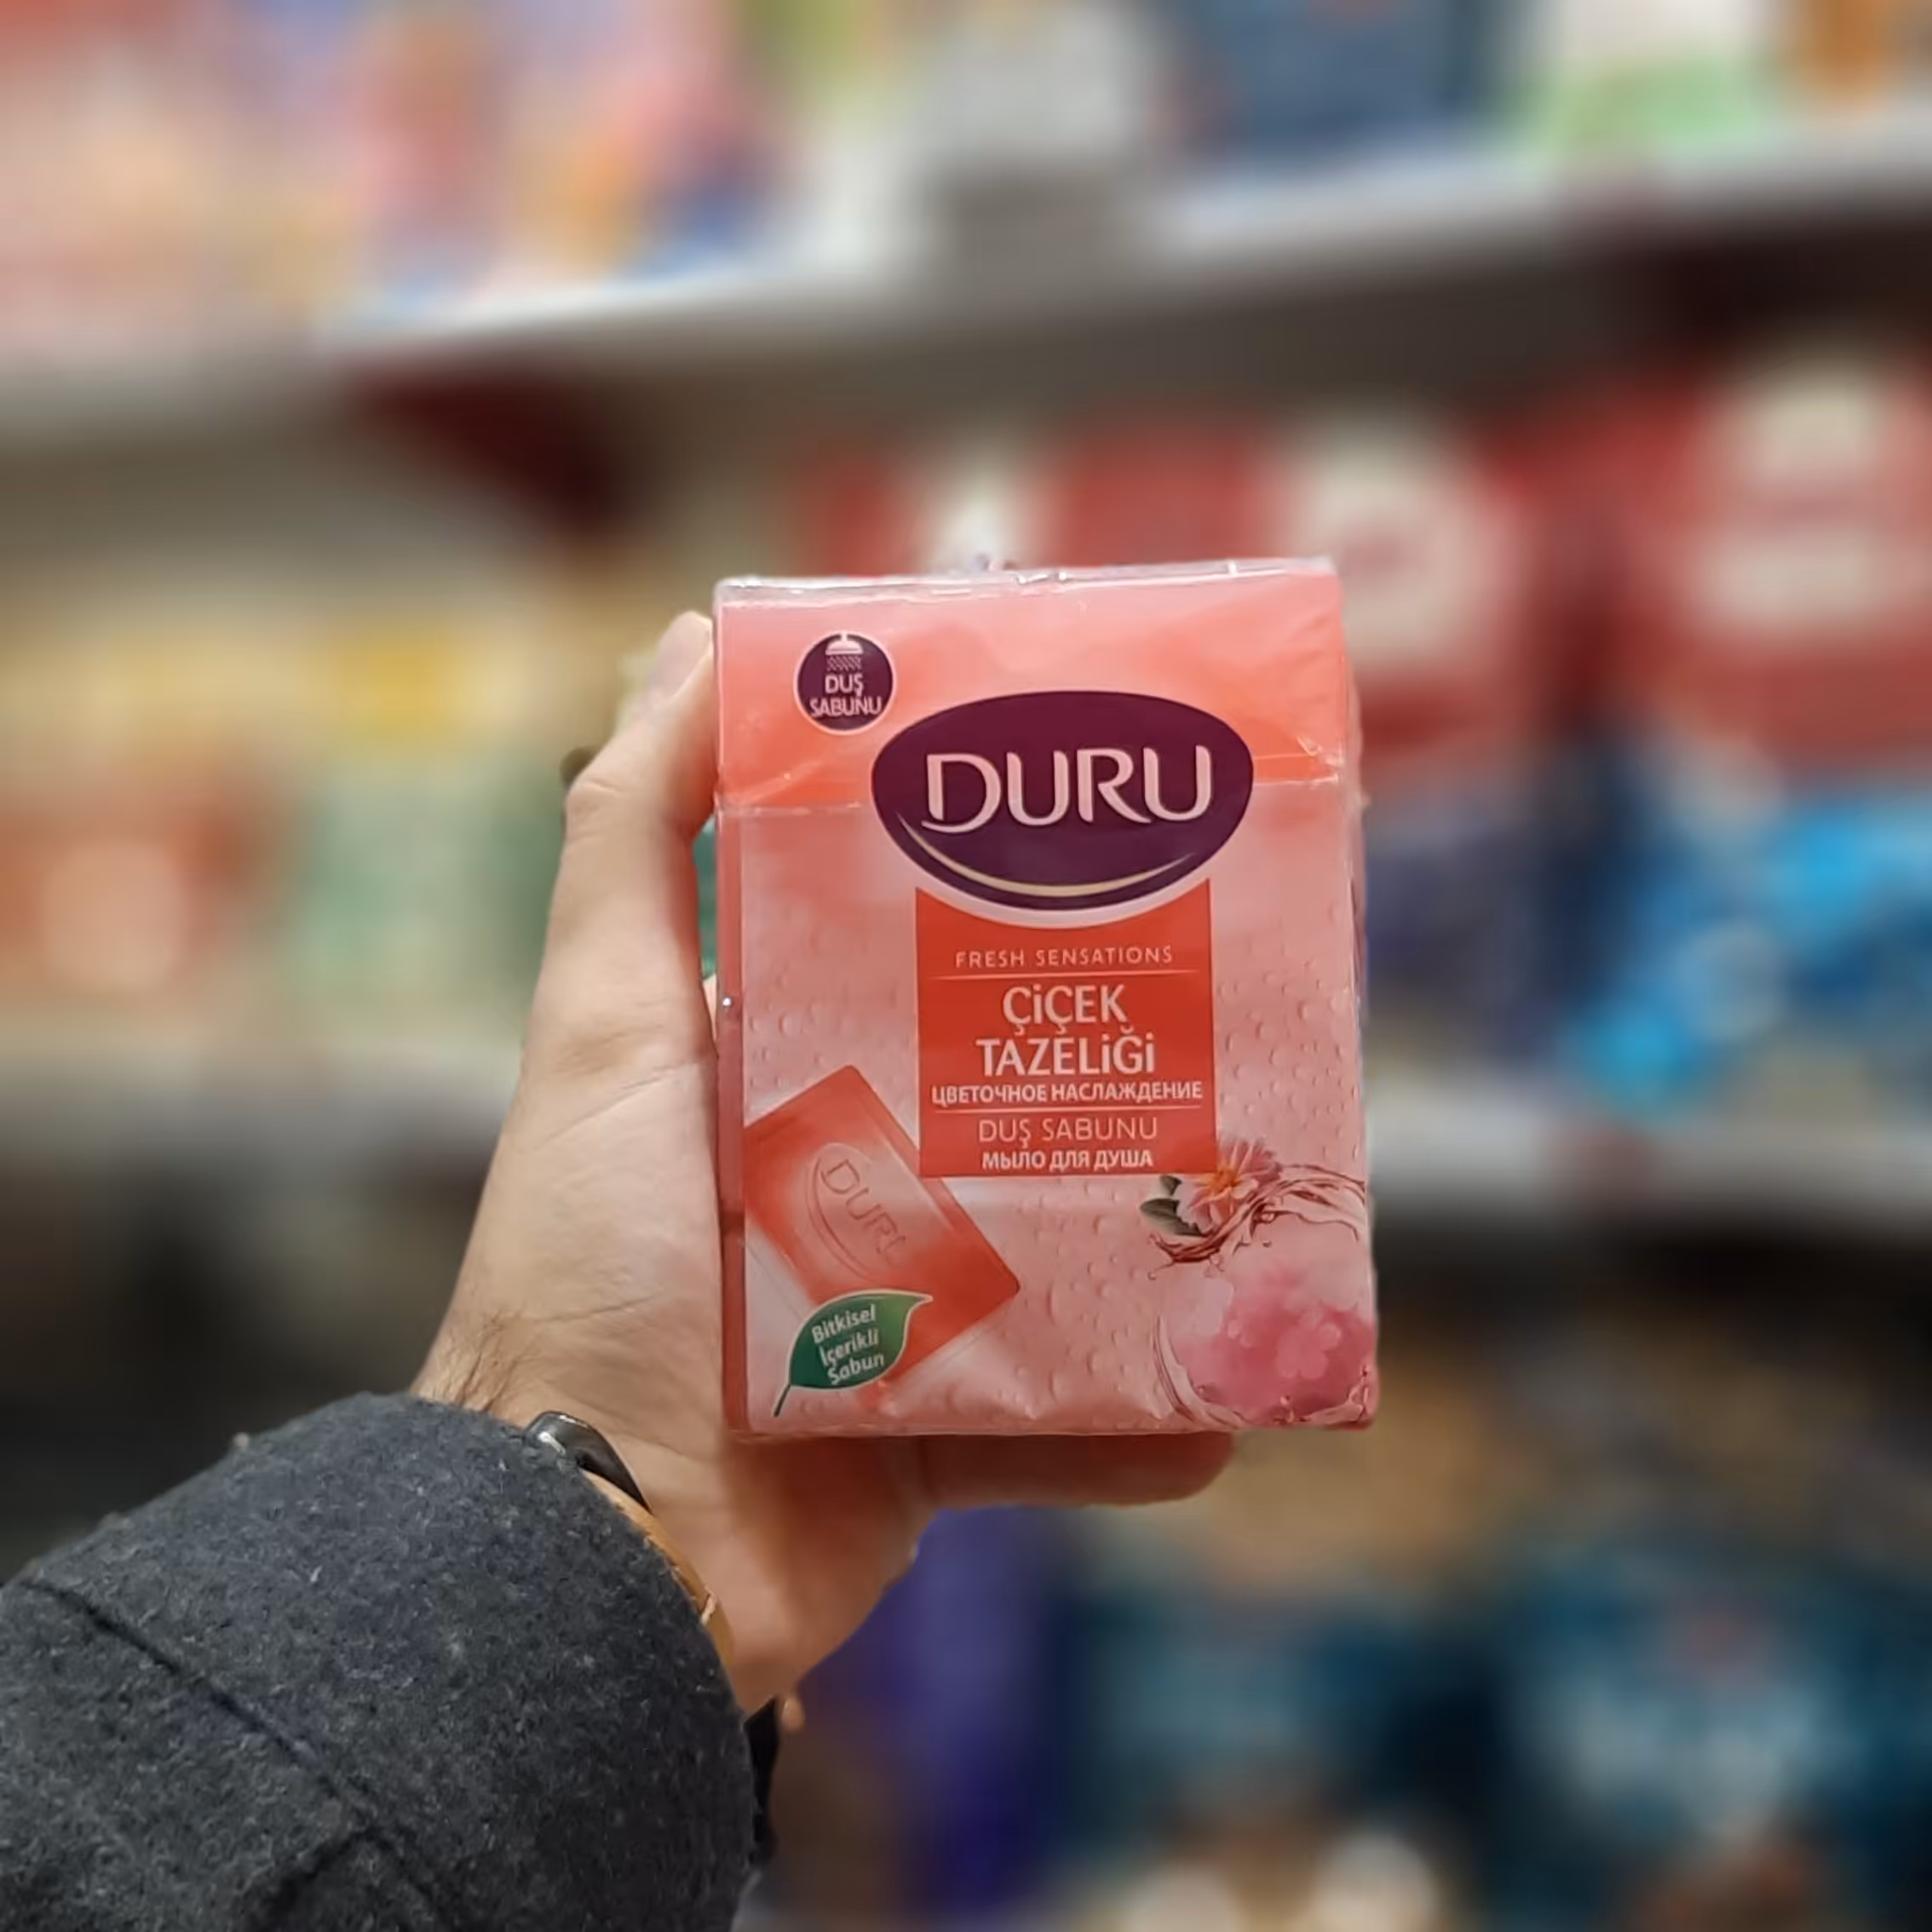 DUŞ
SABUNU
DURU
FRESH SENSATIONS
ÇİÇEK
TAZELİĞİ
ЦВЕТОЧНОЕ НАСЛАЖДЕНИЕ
DUŞ SABUNU
МЫЛО ДЛЯ ДУША
DURU
Bitkisel
İçerikli
Sabun